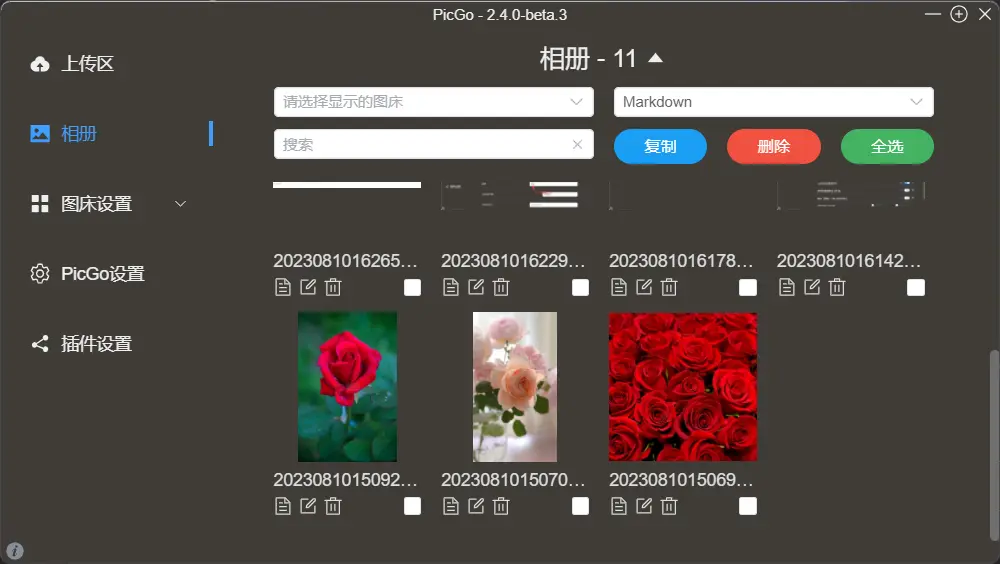 PicGo - 2.4.0-beta.3
上传区
相册
图床设置
PicGo设置
插件设置
相册 - 11
请选择显示的图床
Markdown
搜索
复制
删除
全选
2023081016265...
2023081016229...
2023081016178...
2023081016142...
2023081015092...
2023081015070...
2023081015069...